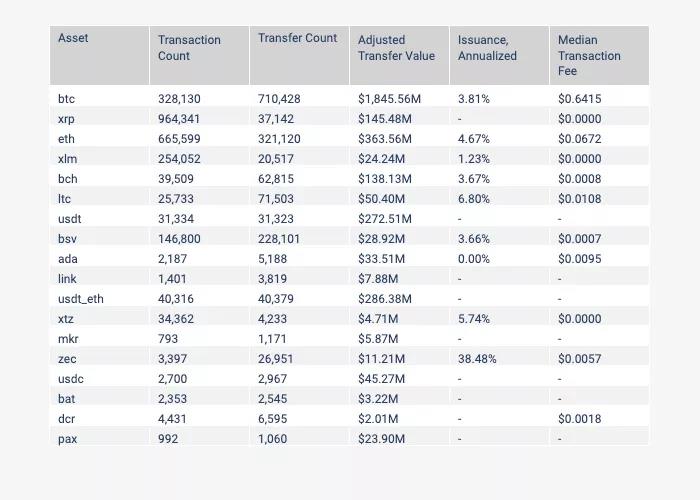 Asset Transaction Count Transfer Count Adjusted Transfer Value Issuance, Annualized Median Transaction Fee
btc 328,130 710,428 $1,845.56M 3.81% $0.6415
xrp 964,341 37,142 $145.48M - $0.0000
eth 665,599 321,120 $363.56M 4.67% $0.0672
xlm 254,052 20,517 $24.24M 1.23% $0.0000
bch 39,509 62,815 $138.13M 3.67% $0.0008
ltc 25,733 71,503 $50.40M 6.80% $0.0108
usdt 31,334 31,323 $272.51M - -
bsv 146,800 228,101 $28.92M 3.66% $0.0007
ada 2,187 5,188 $33.51M 0.00% $0.0095
link 1,401 3,819 $7.88M - -
usdt_eth 40,316 40,379 $286.38M - -
xtz 34,362 4,233 $4.71M 5.74% $0.0000
mkr 793 1,171 $5.87M - -
zec 3,397 26,951 $11.21M 38.48% $0.0057
usdc 2,700 2,967 $45.27M - -
bat 2,353 2,545 $3.22M - -
dcr 4,431 6,595 $2.01M - $0.0018
pax 992 1,060 $23.90M - -